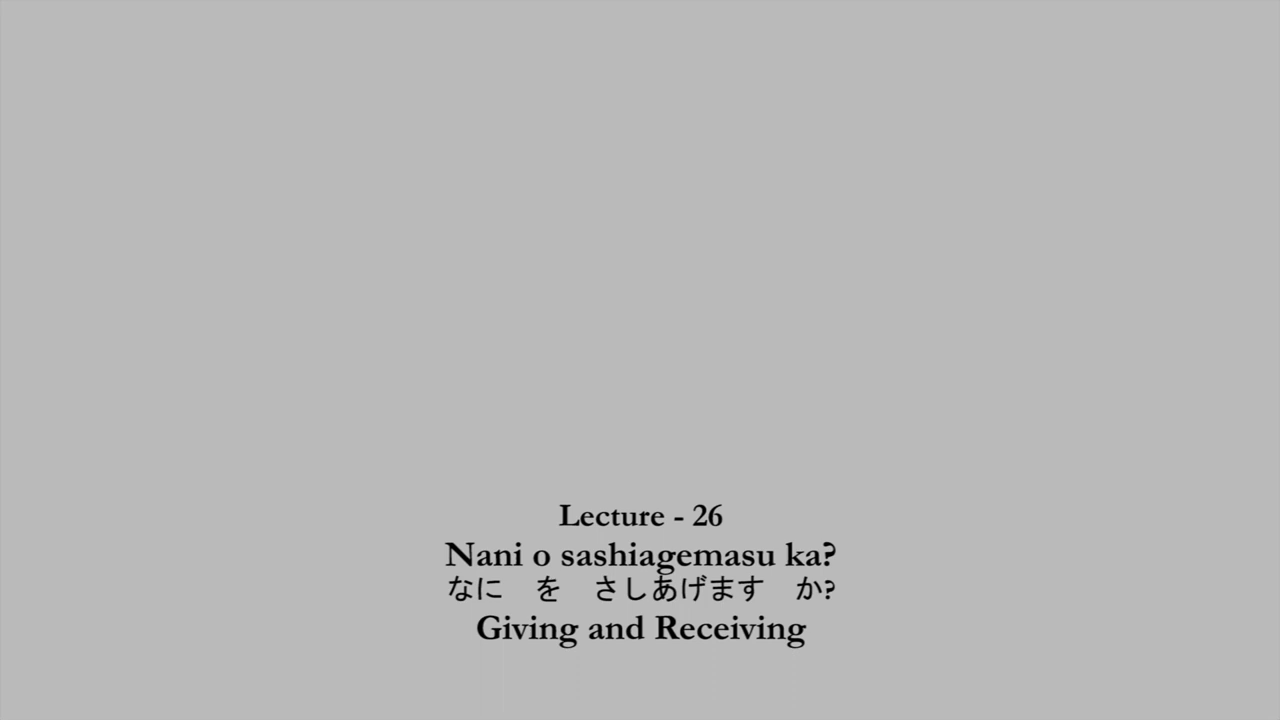 Lecture - 26
Nani o sashiagemasu ka?
なに　を　さしあげます　か?
Giving and Receiving